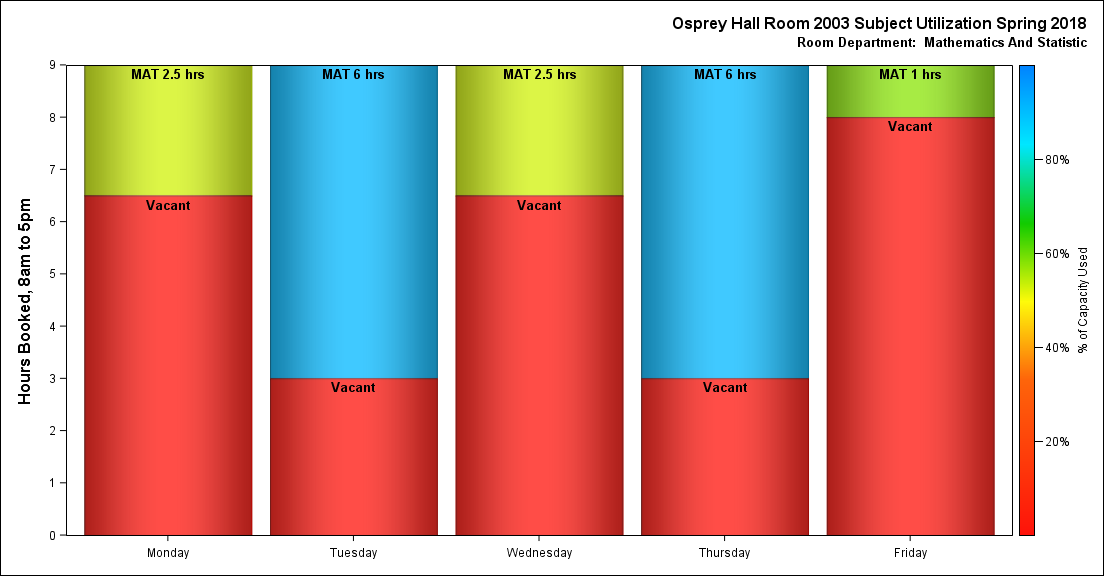 Osprey Hall Room 2003 Subject Utilization Spring 2018
Room Department:  Mathematics And Statistic
Hours Booked, 8am to 5pm
9
8
7
6
5
4
3
2
1
0
MAT 2.5 hrs
Vacant
MAT 6 hrs
Vacant
MAT 2.5 hrs
Vacant
MAT 6 hrs
Vacant
MAT 1 hrs
Vacant
Monday
Tuesday
Wednesday
Thursday
Friday
80%
60%
40%
20%
% of Capacity Used